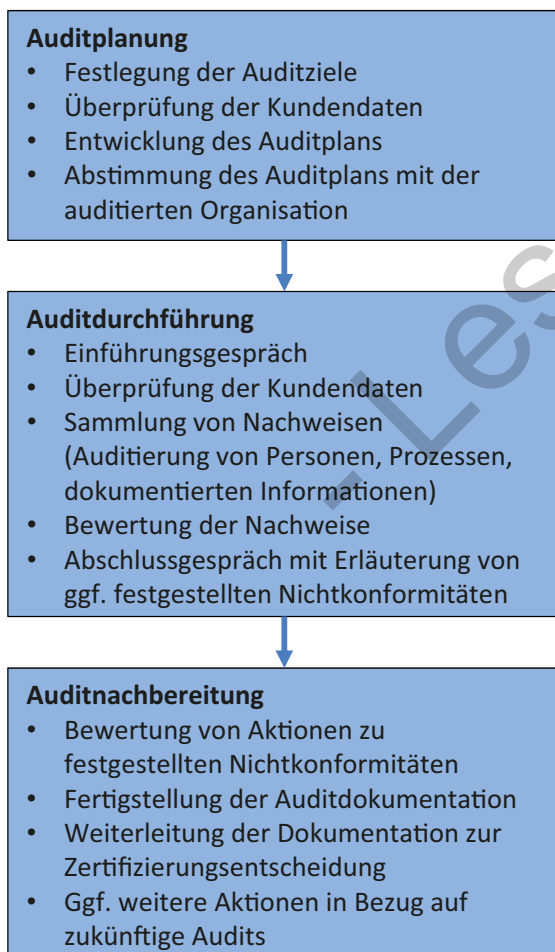 Auditplanung
• Festlegung der Auditziele
• Überprüfung der Kundendaten
• Entwicklung des Auditplans
• Abstimmung des Auditplans mit der
auditierten Organisation
Auditdurchführung
• Einführungsgespräch
• Überprüfung der Kundendaten
• Sammlung von Nachweisen
(Auditierung von Personen, Prozessen,
dokumentierten Informationen)
• Bewertung der Nachweise
• Abschlussgespräch mit Erläuterung von
ggf. festgestellten Nichtkonformitäten
Auditnachbereitung
• Bewertung von Aktionen zu
festgestellten Nichtkonformitäten
• Fertigstellung der Auditdokumentation
• Weiterleitung der Dokumentation zur
Zertifizierungsentscheidung
• Ggf. weitere Aktionen in Bezug auf
zukünftige Audits
- Les